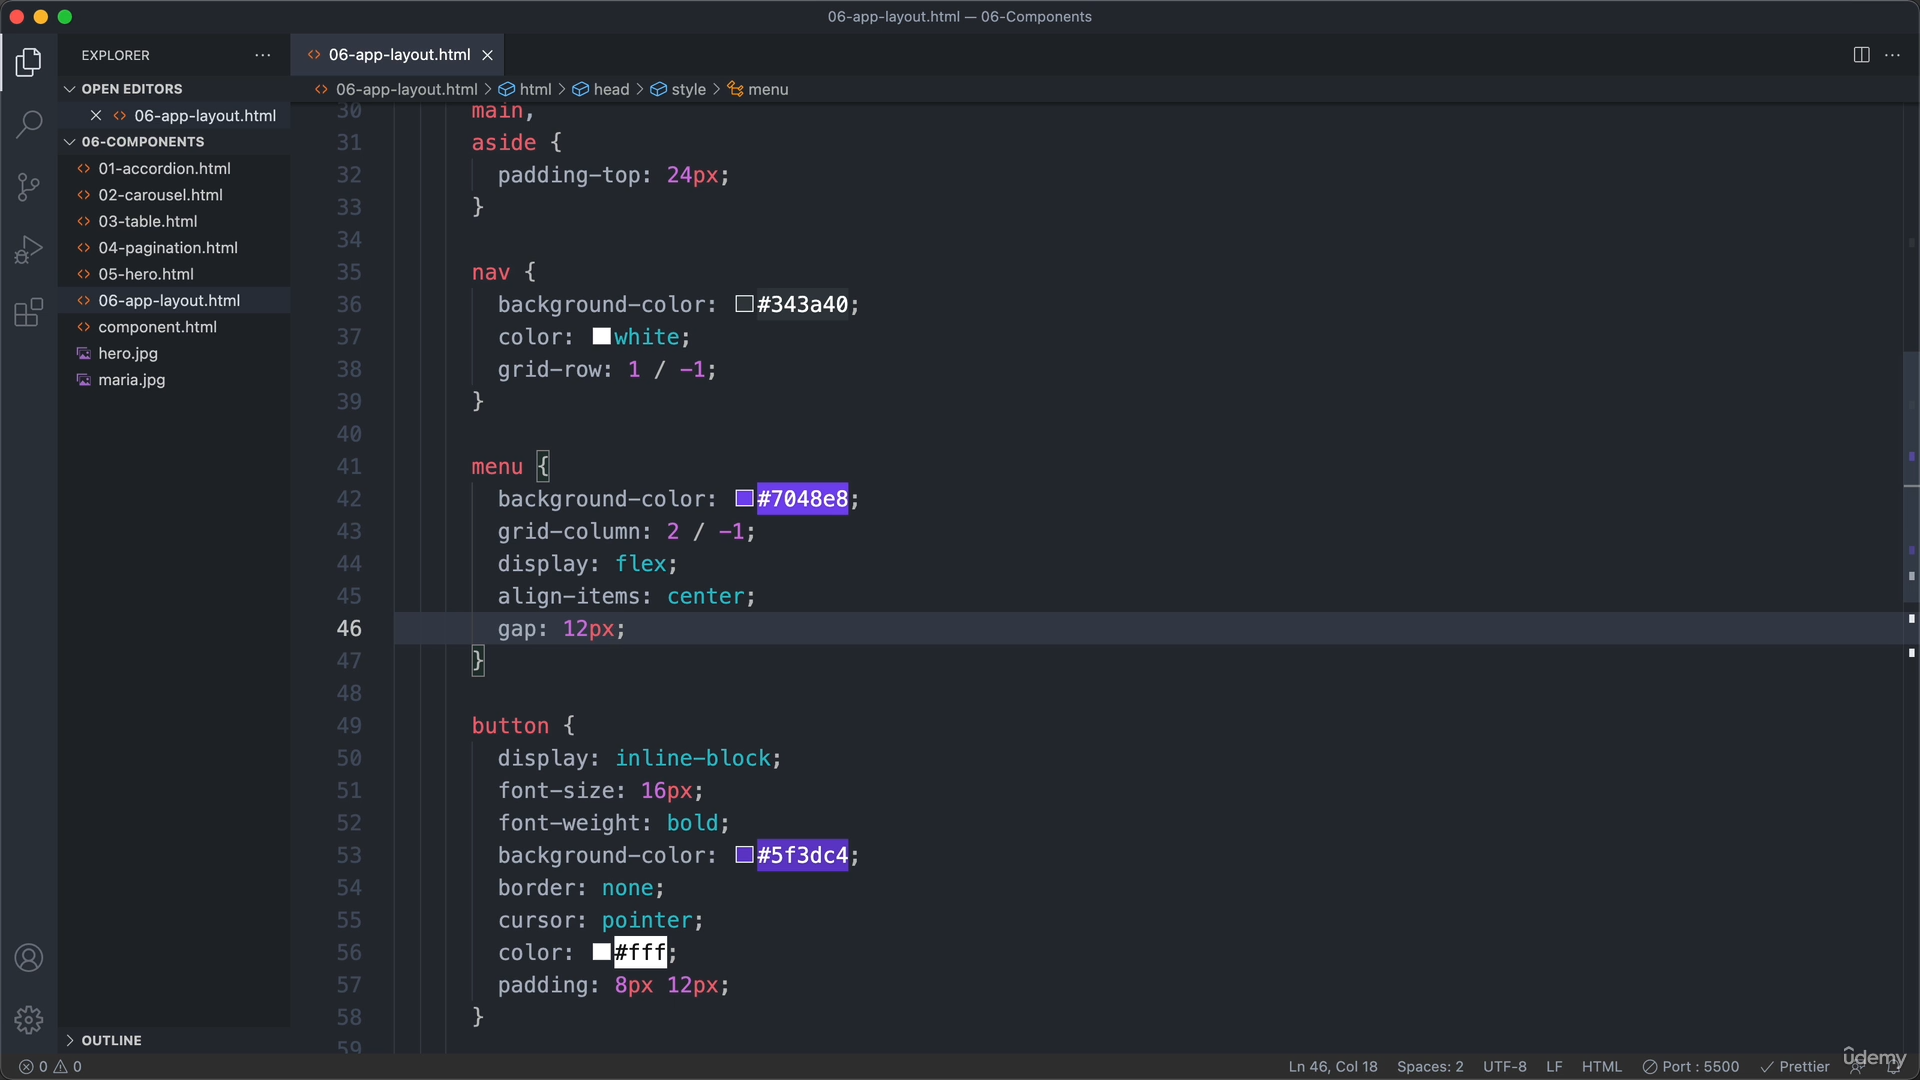 06-app-layout.html — 06-Components
EXPLORER
OPEN EDITORS
06-app-layout.html
06-COMPONENTS
01-accordion.html
02-carousel.html
03-table.html
04-pagination.html
05-hero.html
06-app-layout.html
component.html
hero.jpg
maria.jpg
OUTLINE
06-app-layout.html
06-app-layout.html > html > head > style > menu
30 main,
31 aside {
32 padding-top: 24px;
33 }
34
35 nav {
36 background-color: #343a40;
37 color: white;
38 grid-row: 1 / -1;
39 }
40
41 menu {
42 background-color: #7048e8;
43 grid-column: 2 / -1;
44 display: flex;
45 align-items: center;
46 gap: 12px;
47 }
48
49 button {
50 display: inline-block;
51 font-size: 16px;
52 font-weight: bold;
53 background-color: #5f3dc4;
54 border: none;
55 cursor: pointer;
56 color: #fff;
57 padding: 8px 12px;
58 }
59
0 0
Ln 46, Col 18 Spaces: 2 UTF-8 LF HTML Port : 5500 Prettier
udemy